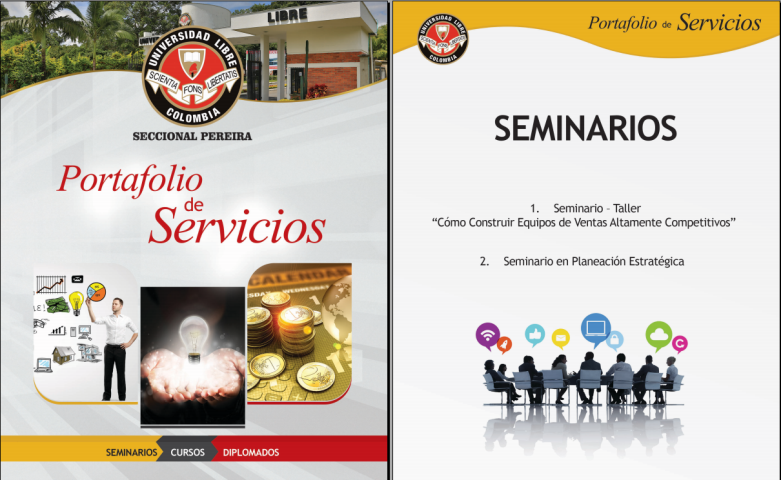 LIBRE
UNIVERSIDAD LIBRE
SCIENTIA FONS LIBERTATIS
COLOMBIA
SECCIONAL PEREIRA
Portafolio
de
Servicios
CALENDAR
SEMINARIOS CURSOS DIPLOMADOS
UNIVERSIDAD LIBRE
COLOMBIA
Portafolio de Servicios
SEMINARIOS
1. Seminario - Taller
“Cómo Construir Equipos de Ventas Altamente Competitivos”
2. Seminario en Planeación Estratégica